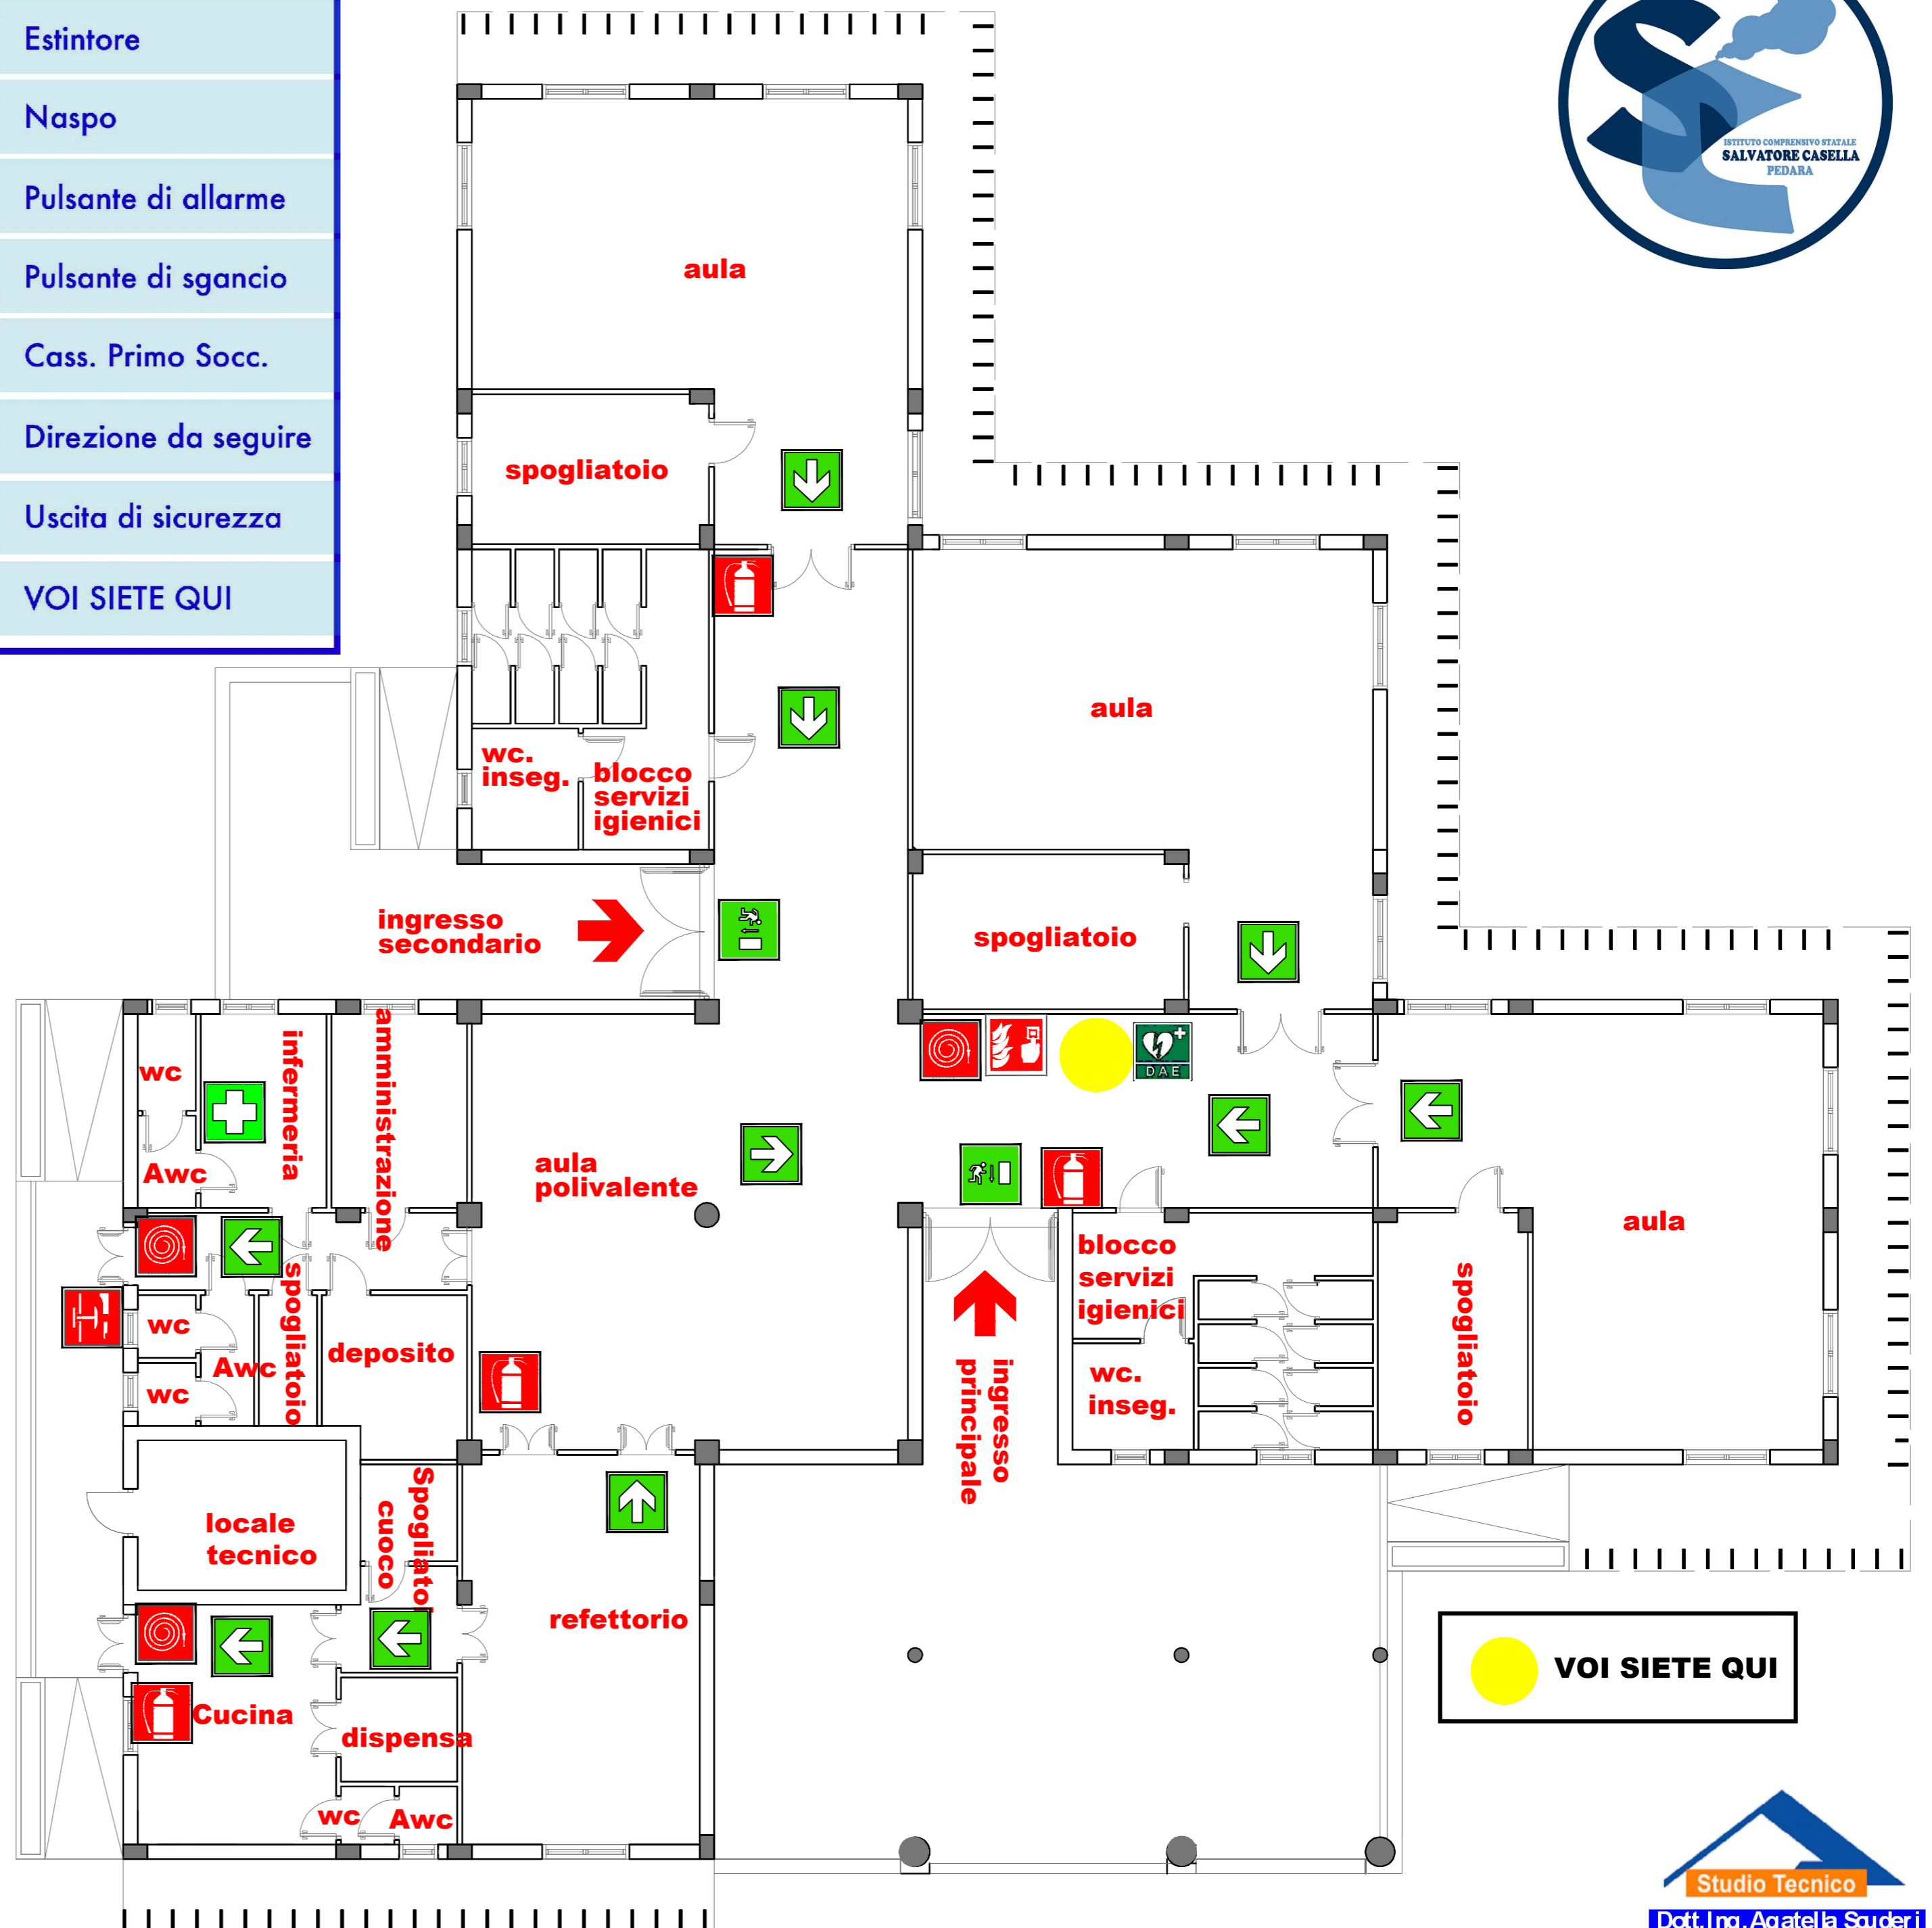 Estintore
Naspo
Pulsante di allarme
Pulsante di sgancio
Cass. Primo Socc.
Direzione da seguire
Uscita di sicurezza
VOI SIETE QUI
ISTITUTO COMPRENSIVO STATALE
SALVATORE CASELLA
PEDARA
aula
spogliatoio
aula
wc.
inseg.
blocco
servizi
igienici
ingresso
secondario
spogliatoio
wc
infermeria
amministrazione
DAE
Awc
aula
polivalente
aula
blocco
servizi
igienici
spogliatoio
wc
deposito
Awc
wc
spogliatoio
wc.
inseg.
ingresso
principale
locale
tecnico
Spogliatoi
cuoco
refettorio
VOI SIETE QUI
Cucina
dispensa
wc
Awc
Studio Tecnico
Dott. Ing. Agatella Scuderi